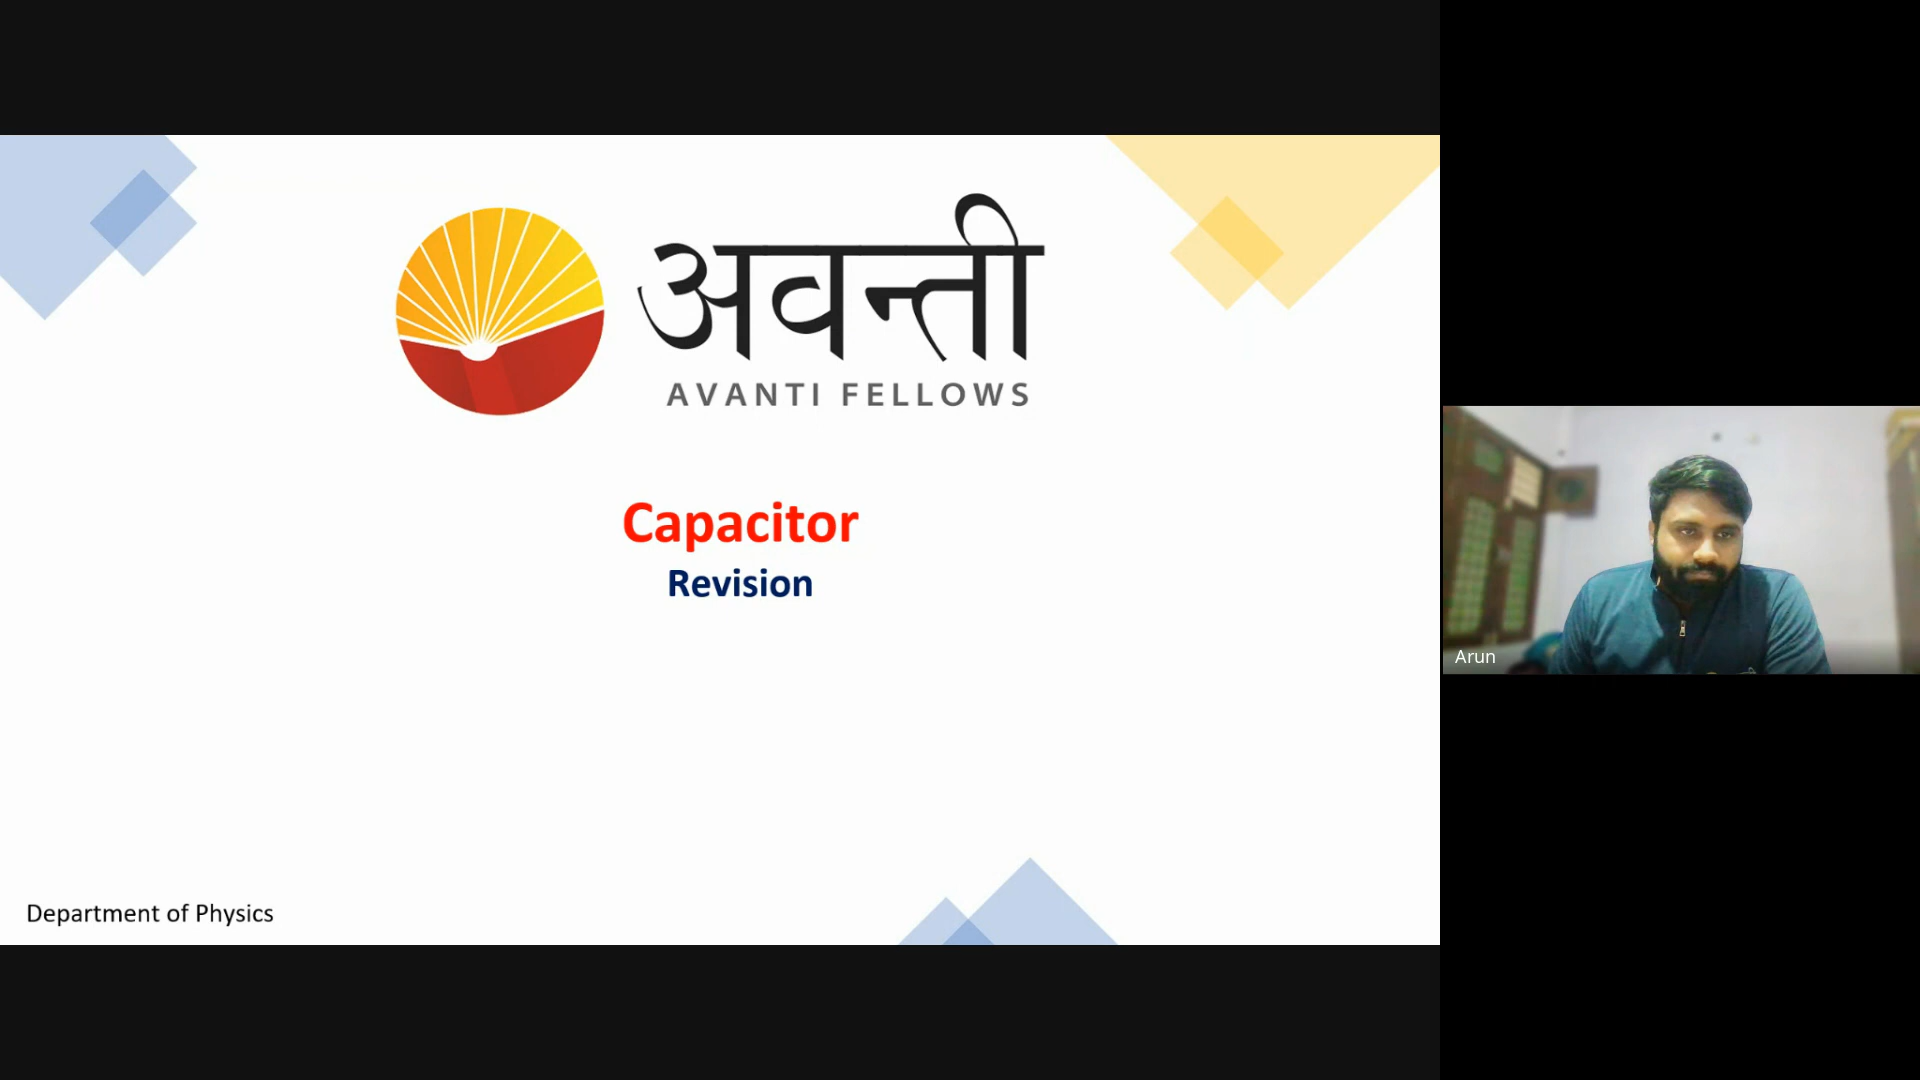 अवन्ती
AVANTI FELLOWS
Capacitor
Revision
Arun
Department of Physics